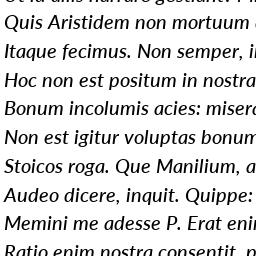 Quis Aristidem non mortuum
Itaque fecimus. Non semper,
Hoc non est positum in nostra
Bonum incolumis acies: miser
Non est igitur voluptas bonum
Stoicos roga. Que Manilium, a
Audeo dicere, inquit. Quippe:
Memini me adesse P. Erat eni
Ratio enim nostra consentit,